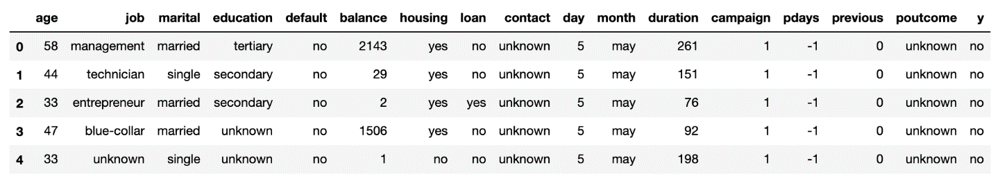 age job marital education default balance housing loan contact day month duration campaign pdays previous poutcome y
0 58 management married tertiary no 2143 yes no unknown 5 may 261 1 -1 0 unknown no
1 44 technician single secondary no 29 yes no unknown 5 may 151 1 -1 0 unknown no
2 33 entrepreneur married secondary no 2 yes yes unknown 5 may 76 1 -1 0 unknown no
3 47 blue-collar married unknown no 1506 yes no unknown 5 may 92 1 -1 0 unknown no
4 33 unknown single unknown no 1 no no unknown 5 may 198 1 -1 0 unknown no